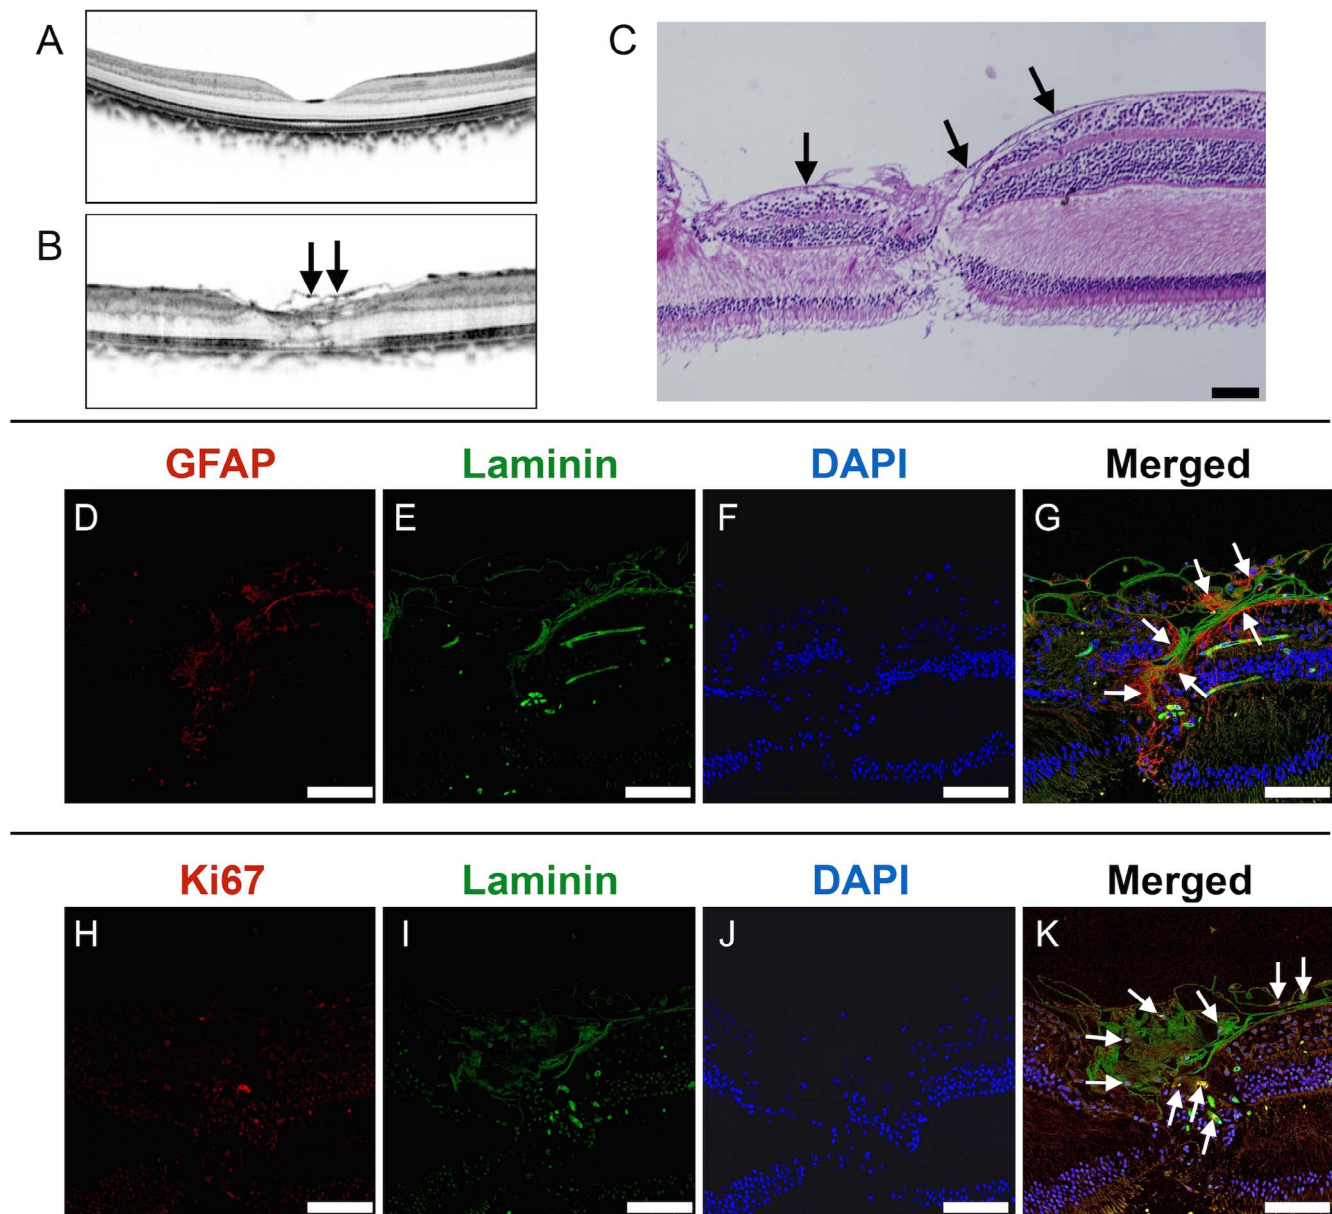 A
B
C
GFAP Laminin DAPI Merged
D E F G
Ki67 Laminin DAPI Merged
H I J K